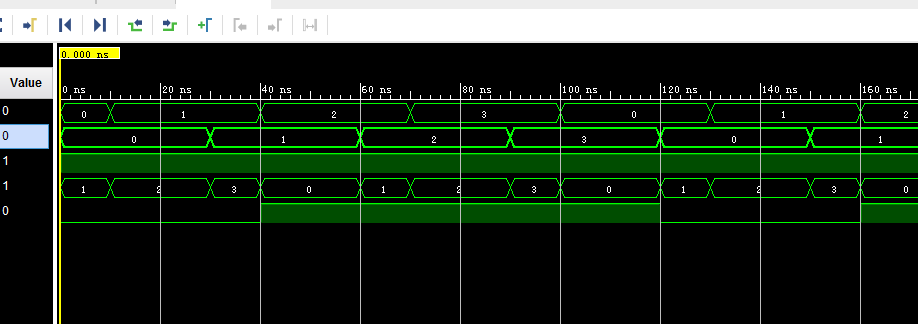 0.000 ns
Value
0 ns 20 ns 40 ns 60 ns 80 ns 100 ns 120 ns 140 ns 160 ns
0 0 1 2 3 0 1 2
0 0 1 2 3 0 1
1
1 1 2 3 0 1 2 3 0 1 2 3 0
0